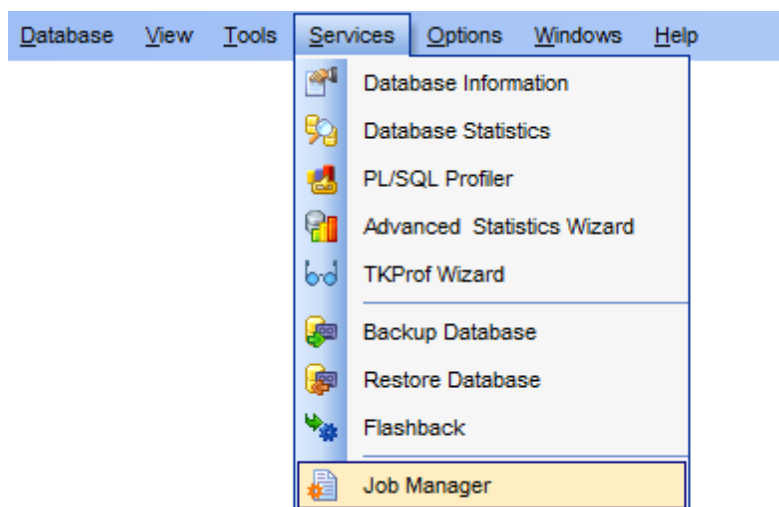 Database View Tools Services Options Windows Help
Database Information
Database Statistics
PL/SQL Profiler
Advanced  Statistics Wizard
TKProf Wizard
Backup Database
Restore Database
Flashback
Job Manager